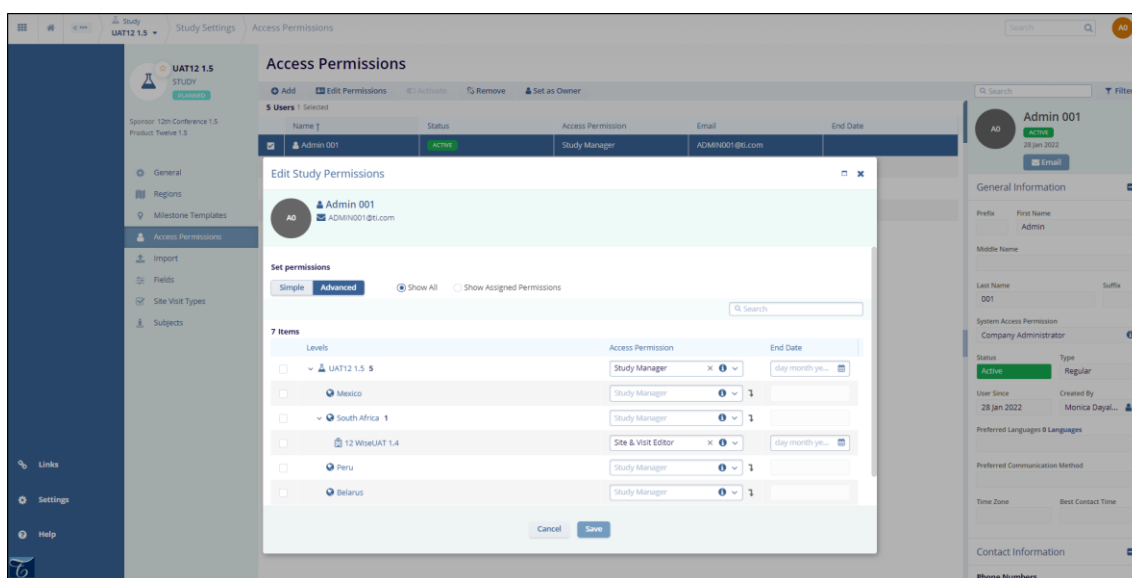 Study
UAT12 1.5
Study Settings
Access Permissions
Search
A0
UAT12 1.5
STUDY
PLANNED
Sponsor: 12th Conference 1.5
Product: Twelve 1.5
General
Regions
Milestone Templates
Access Permissions
Import
Fields
Site Visit Types
Subjects
Links
Settings
Help
Access Permissions
Add Edit Permissions Activate Remove Set as Owner
5 Users 1 Selected
Name Status Access Permission Email End Date
Admin 001 ACTIVE Study Manager ADMIN001@ti.com
Edit Study Permissions
A0
Admin 001
ADMIN001@ti.com
Set permissions
Simple Advanced Show All Show Assigned Permissions
Search
7 Items
Levels Access Permission End Date
UAT12 1.5 5 Study Manager day month ye...
Mexico Study Manager
South Africa 1 Study Manager
12 WiseUAT 1.4 Site & Visit Editor day month ye...
Peru Study Manager
Belarus Study Manager
Cancel Save
Search Filter
A0
Admin 001
ACTIVE
28 Jan 2022
Email
General Information
Prefix First Name
Admin
Middle Name
Last Name Suffix
001
System Access Permission
Company Administrator
Status Type
Active Regular
User Since Created By
28 Jan 2022 Monica Dayal...
Preferred Languages 0 Languages
Preferred Communication Method
Time Zone Best Contact Time
Contact Information
Phone Numbers